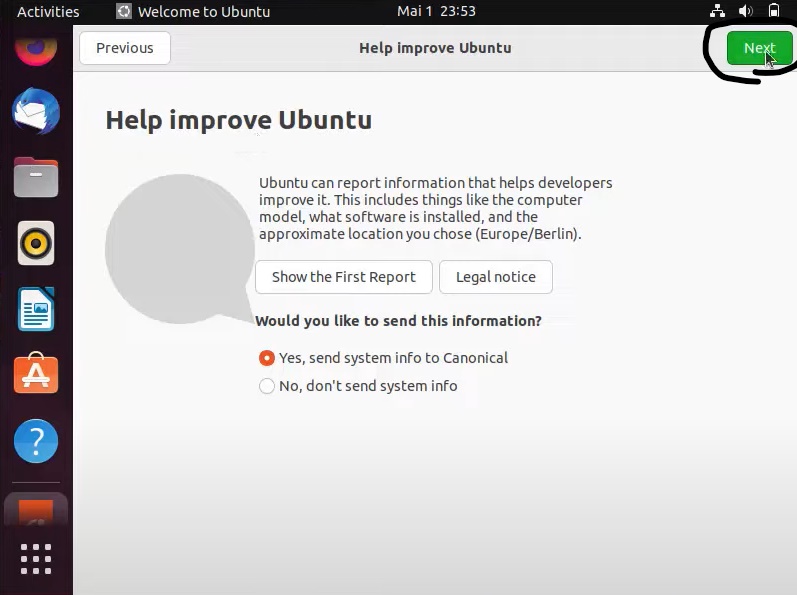 Activities Welcome to Ubuntu Mai 1 23:53
Previous Help improve Ubuntu Next
Help improve Ubuntu
Ubuntu can report information that helps developers
improve it. This includes things like the computer
model, what software is installed, and the
approximate location you chose (Europe/Berlin).
Show the First Report Legal notice
Would you like to send this information?
Yes, send system info to Canonical
No, don't send system info